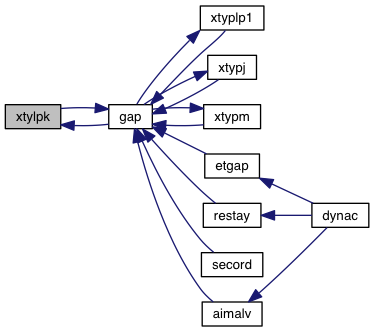 xtyplp1
xtypj
xtylpk
gap
xtypm
etgap
restay
dynac
secord
aimalv